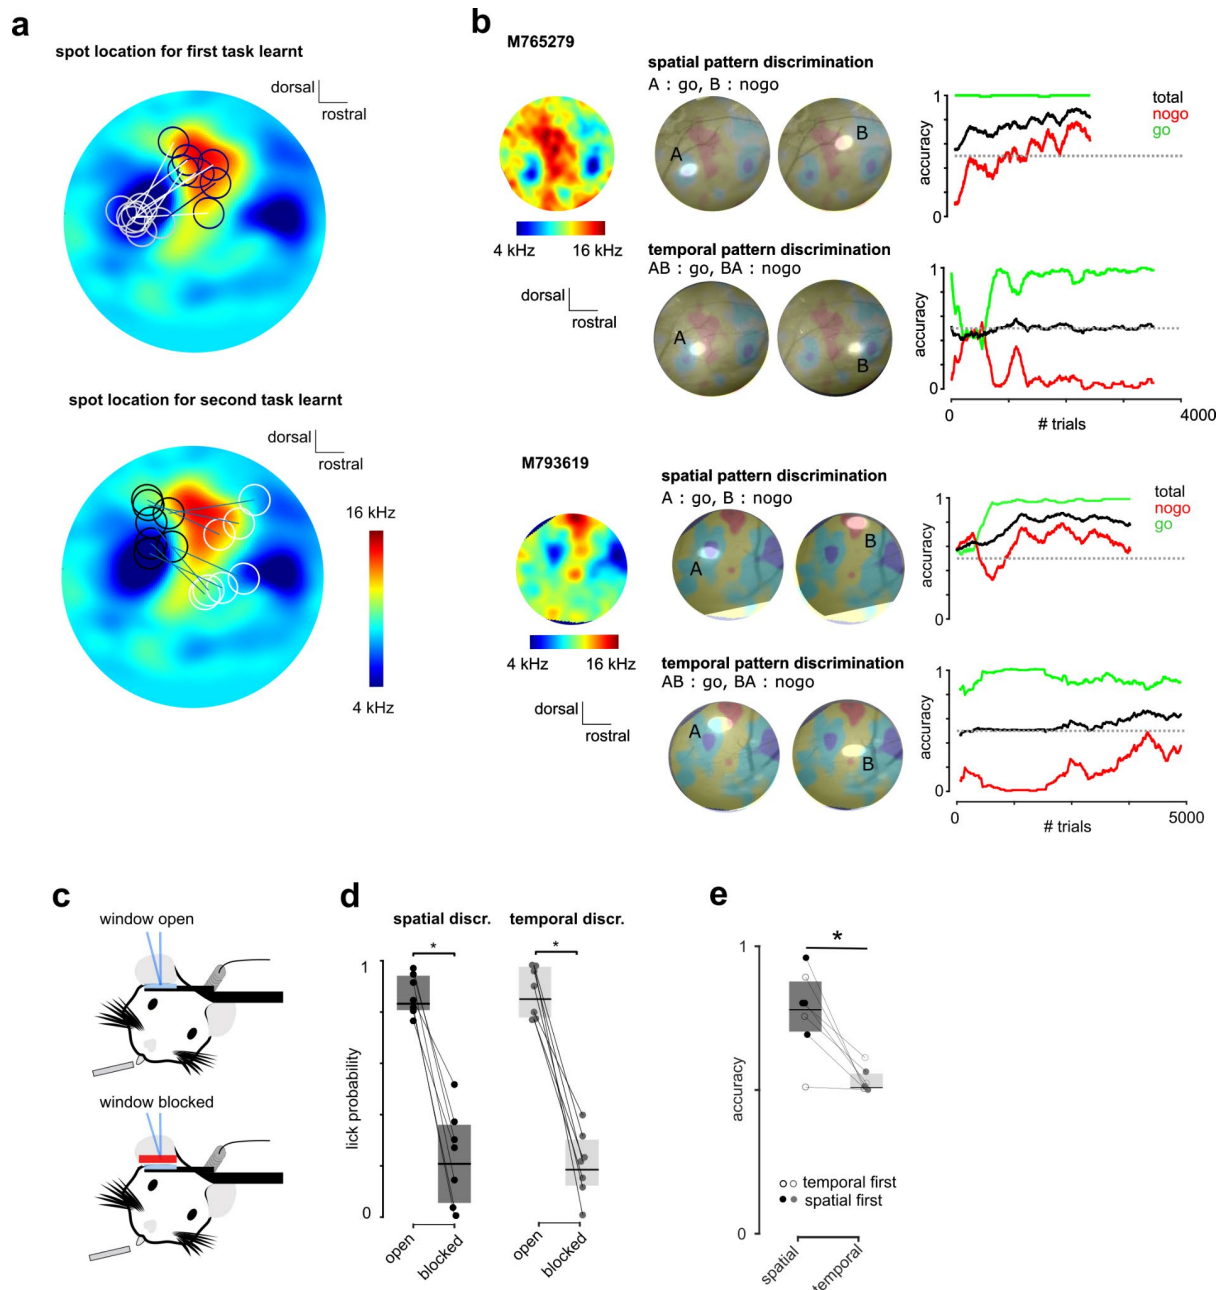 a
spot location for first task learnt
dorsal
rostral
spot location for second task learnt
dorsal
rostral
16 kHz
4 kHz
b
M765279
4 kHz 16 kHz
dorsal
rostral
spatial pattern discrimination
A : go, B : nogo
A
B
1
accuracy
0
total
nogo
go
temporal pattern discrimination
AB : go, BA : nogo
A
B
1
accuracy
0
0 4000
# trials
M793619
4 kHz 16 kHz
dorsal
rostral
spatial pattern discrimination
A : go, B : nogo
A
B
1
accuracy
0
total
nogo
go
temporal pattern discrimination
AB : go, BA : nogo
A
B
1
accuracy
0
0 5000
# trials
c
window open
window blocked
d
spatial discr. temporal discr.
* *
1
lick probability
0
open blocked open blocked
e
*
1
accuracy
0
temporal first
spatial first
spatial temporal